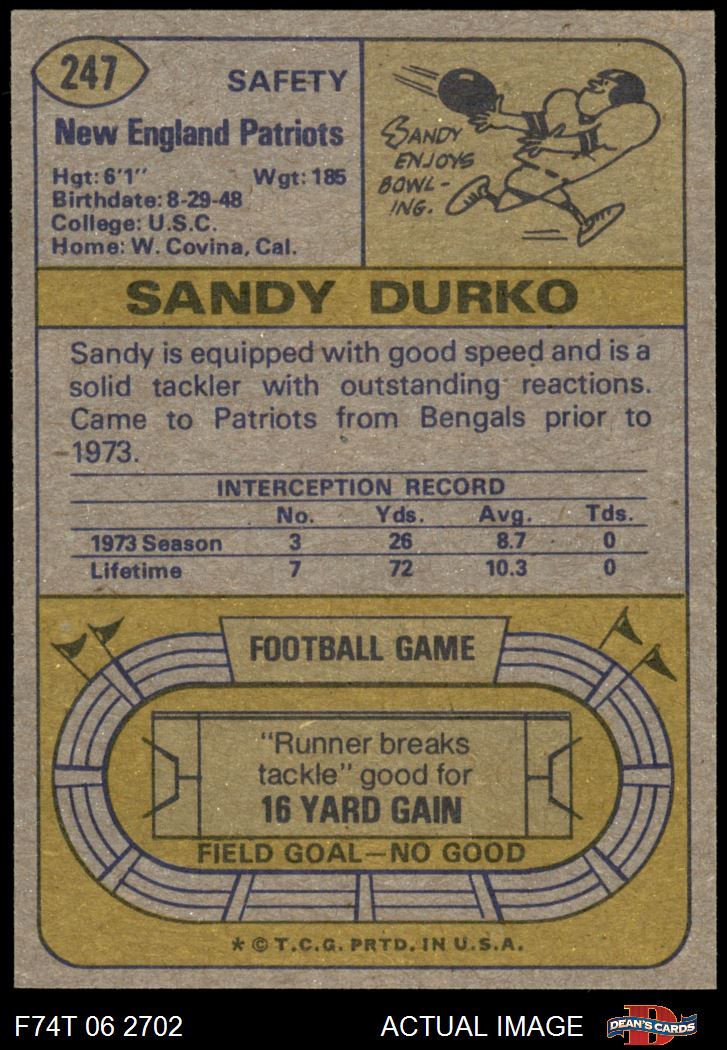 247
SAFETY
New England Patriots
Hgt: 6'1" Wgt: 185
Birthdate: 8-29-48
College: U.S.C.
Home: W. Covina, Cal.
SANDY
ENJOYS
BOWL-
ING.
SANDY DURKO
Sandy is equipped with good speed and is a
solid tackler with outstanding reactions.
Came to Patriots from Bengals prior to
1973.
INTERCEPTION RECORD
No. Yds. Avg. Tds.
1973 Season 3 26 8.7 0
Lifetime 7 72 10.3 0
FOOTBALL GAME
"Runner breaks
tackle" good for
16 YARD GAIN
FIELD GOAL—NO GOOD
* © T.C.G. PRTD. IN U.S.A.
F74T 06 2702 ACTUAL IMAGE D DEAN'S CARDS